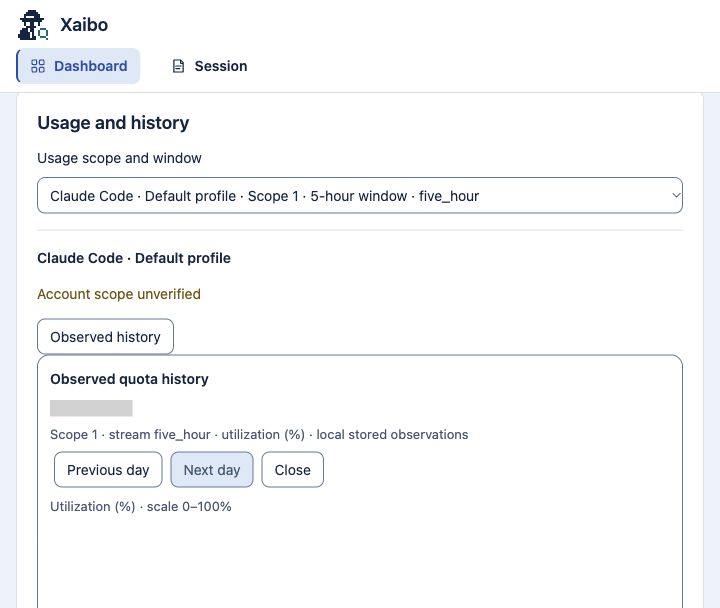 Xaibo
Dashboard
Session
Usage and history
Usage scope and window
Claude Code · Default profile · Scope 1 · 5-hour window · five_hour
Claude Code · Default profile
Account scope unverified
Observed history
Observed quota history
Scope 1 · stream five_hour · utilization (%) · local stored observations
Previous day
Next day
Close
Utilization (%) · scale 0–100%